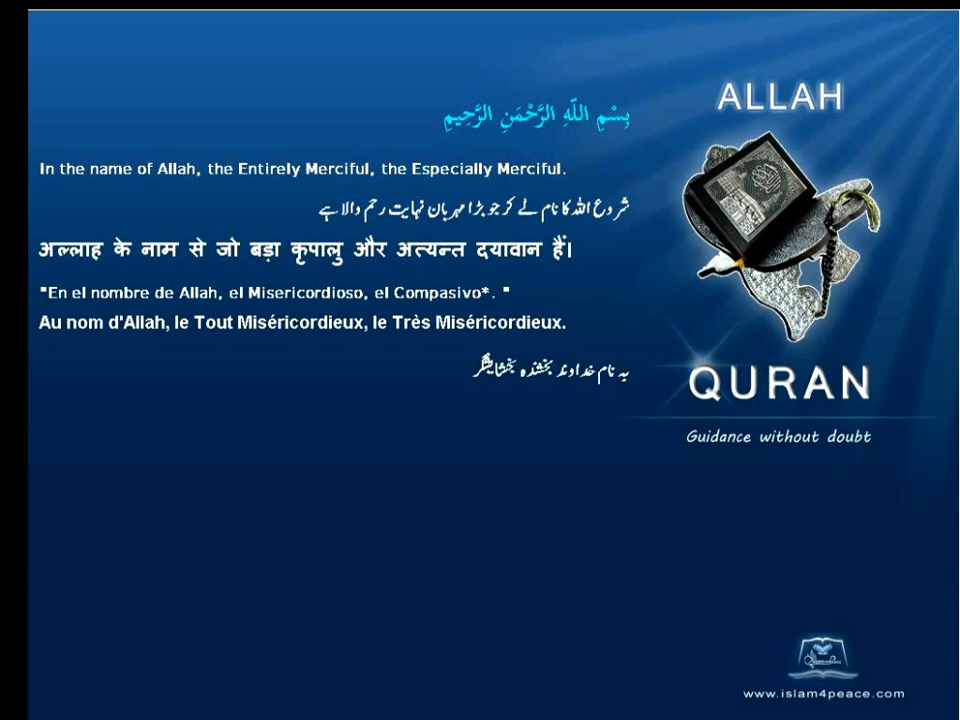 بِسْمِ اللّهِ الرَّحْمَنِ الرَّحِيمِ
In the name of Allah, the Entirely Merciful, the Especially Merciful.
شروع اللہ کا نام لے کر جو بڑا مہربان نہایت رحم والا ہے
अल्लाह के नाम से जो बड़ा कृपालु और अत्यन्त दयावान हैं।
"En el nombre de Allah, el Misericordioso, el Compasivo*. "
Au nom d'Allah, le Tout Miséricordieux, le Très Miséricordieux.
به نام خداوند بخشنده بخشایشگر
ALLAH
QURAN
Guidance without doubt
www.islam4peace.com